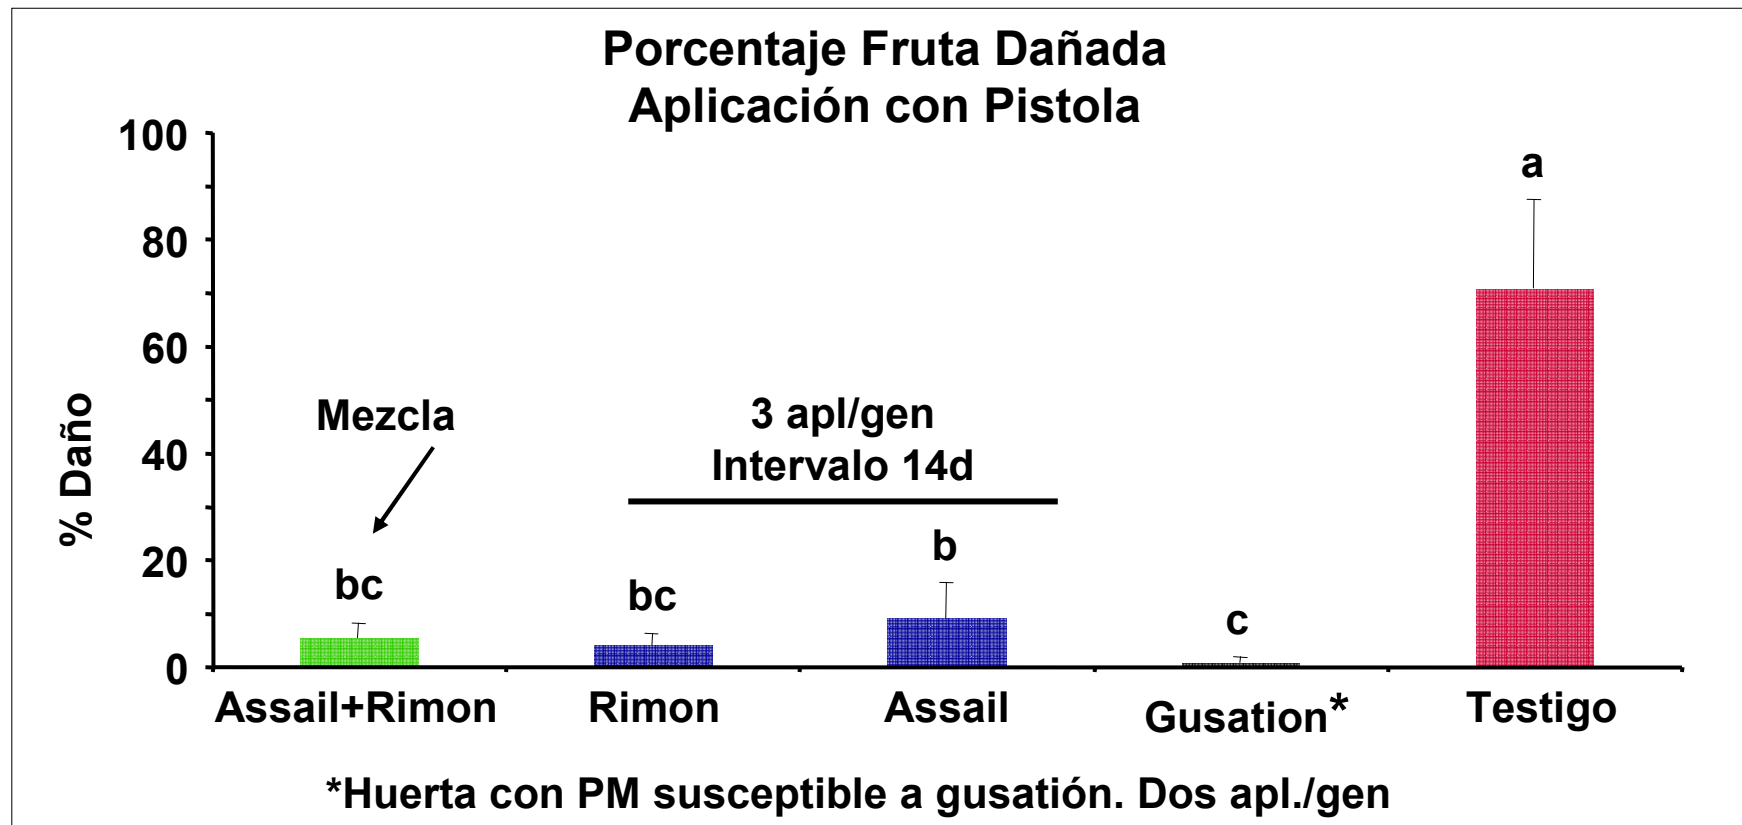 Porcentaje Fruta Dañada
Aplicación con Pistola
100
80
60
40
20
0
% Daño
Mezcla
3 apl/gen
Intervalo 14d
bc
bc
b
c
a
Assail+Rimon
Rimon
Assail
Gusation*
Testigo
*Huerta con PM susceptible a gusatión. Dos apl./gen